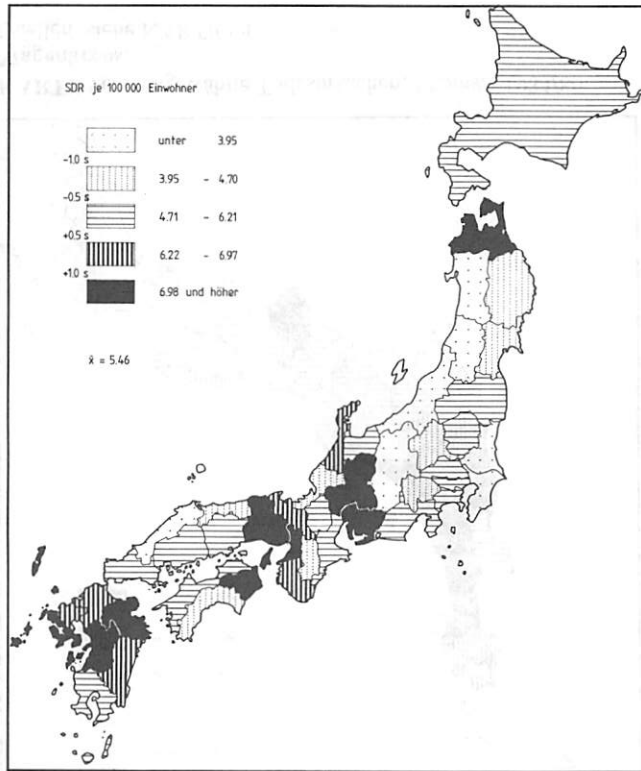 SDR je 100 000 Einwohner
unter 3.95
-1.0 s
3.95 - 4.70
-0.5 s
4.71 - 6.21
+0.5 s
6.22 - 6.97
+1.0 s
6.98 und höher
x̄ = 5.46